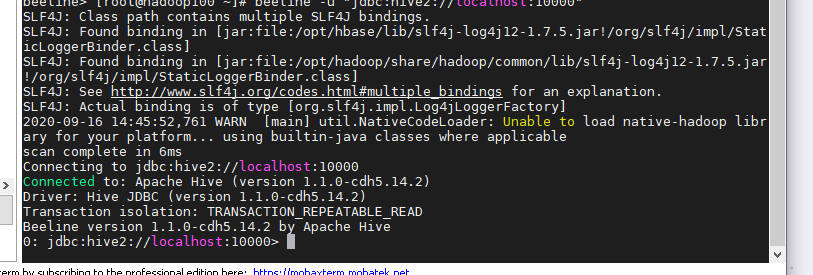 beeline> [root@hadoop100 ~]# beeline -u "jdbc:hive2://localhost:10000"
SLF4J: Class path contains multiple SLF4J bindings.
SLF4J: Found binding in [jar:file:/opt/hbase/lib/slf4j-log4j12-1.7.5.jar!/org/slf4j/impl/Stat
icLoggerBinder.class]
SLF4J: Found binding in [jar:file:/opt/hadoop/share/hadoop/common/lib/slf4j-log4j12-1.7.5.jar
!/org/slf4j/impl/StaticLoggerBinder.class]
SLF4J: See http://www.slf4j.org/codes.html#multiple_bindings for an explanation.
SLF4J: Actual binding is of type [org.slf4j.impl.Log4jLoggerFactory]
2020-09-16 14:45:52,761 WARN  [main] util.NativeCodeLoader: Unable to load native-hadoop libr
ary for your platform... using builtin-java classes where applicable
scan complete in 6ms
Connecting to jdbc:hive2://localhost:10000
Connected to: Apache Hive (version 1.1.0-cdh5.14.2)
Driver: Hive JDBC (version 1.1.0-cdh5.14.2)
Transaction isolation: TRANSACTION_REPEATABLE_READ
Beeline version 1.1.0-cdh5.14.2 by Apache Hive
0: jdbc:hive2://localhost:10000>
term by subscribing to the professional edition here: https://mobaxterm.mobatek.net